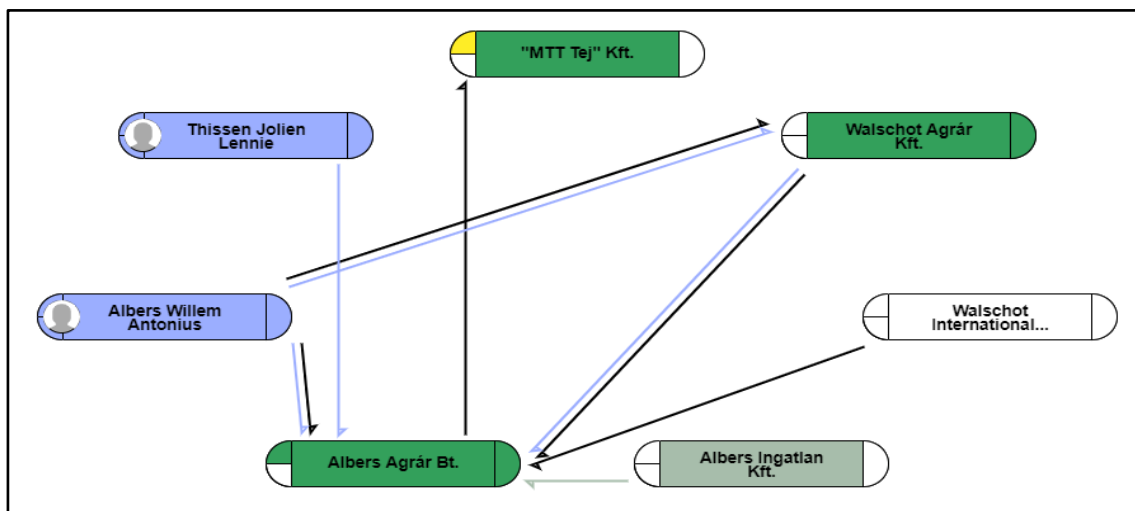 "MTT Tej" Kft.
Thissen Jolien
Lennie
Walschot Agrár
Kft.
Albers Willem
Antonius
Walschot
International...
Albers Agrár Bt.
Albers Ingatlan
Kft.